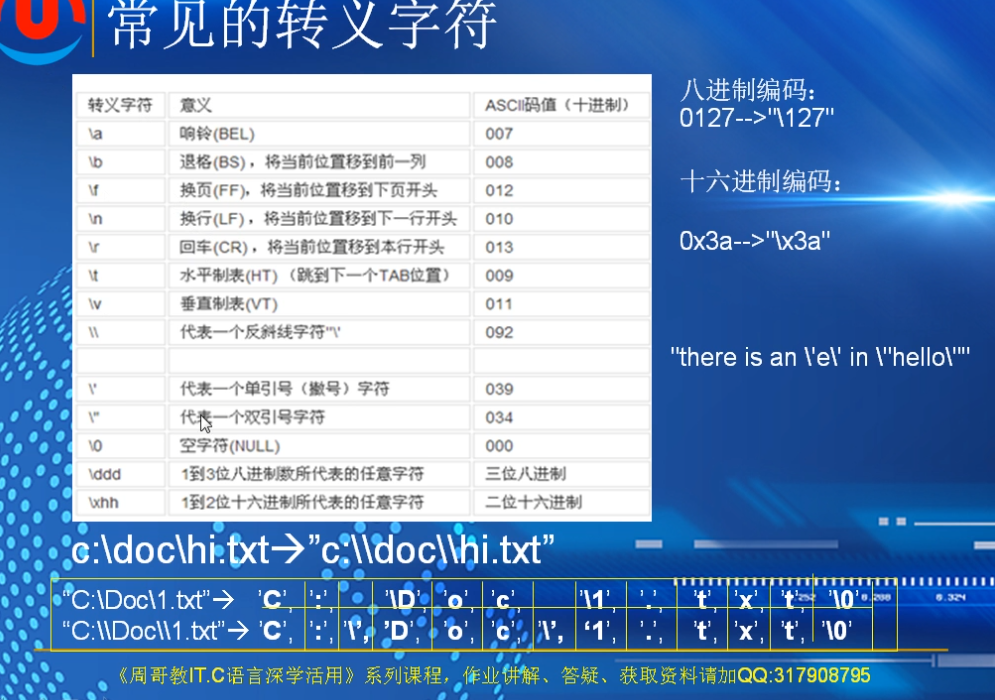 常见的转义字符
转义字符 意义 ASCII码值（十进制）
\a 响铃(BEL) 007
\b 退格(BS)，将当前位置移到前一列 008
\f 换页(FF)，将当前位置移到下页开头 012
\n 换行(LF)，将当前位置移到下一行开头 010
\r 回车(CR)，将当前位置移到本行开头 013
\t 水平制表(HT)（跳到下一个TAB位置） 009
\v 垂直制表(VT) 011
\\ 代表一个反斜线字符"\' 092
\' 代表一个单引号（撇号）字符 039
\" 代表一个双引号字符 034
\0 空字符(NULL) 000
\ddd 1到3位八进制数所代表的任意字符 三位八进制
\xhh 1到2位十六进制所代表的任意字符 二位十六进制
八进制编码：
0127-->"\127"
十六进制编码：
0x3a-->"\x3a"
"there is an \'e\' in \"hello\""
c:\doc\hi.txt→"c:\\doc\\hi.txt"
"C:\Doc\1.txt"→ 'C', ':', '\D', 'o', 'c', '\1', '.', 't', 'x', 't', '\0'
"C:\\Doc\\1.txt"→ 'C', ':', '\', 'D', 'o', 'c', '\', '1', '.', 't', 'x', 't', '\0'
252 0.288 0.324
《周哥教IT.C语言深学活用》系列课程，作业讲解、答疑、获取资料请加QQ:317908795